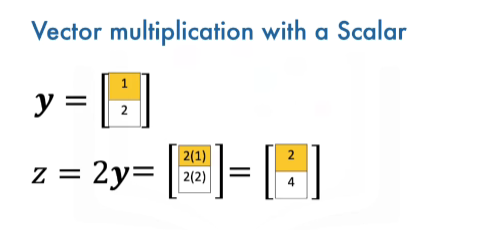 Vector multiplication with a Scalar
y = [1
2]
z = 2y= [2(1)
2(2)] = [2
4]